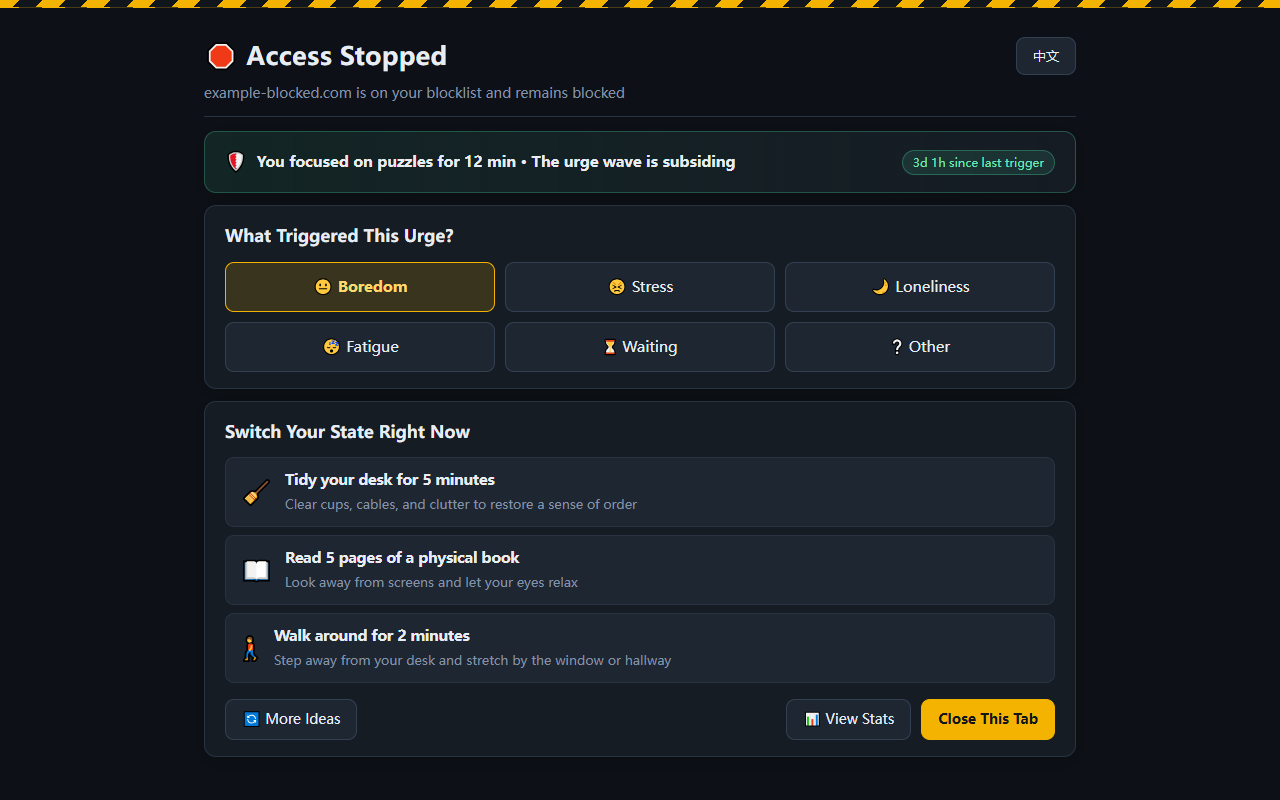 Access Stopped
中文
example-blocked.com is on your blocklist and remains blocked
You focused on puzzles for 12 min • The urge wave is subsiding
3d 1h since last trigger
What Triggered This Urge?
Boredom
Stress
Loneliness
Fatigue
Waiting
? Other
Switch Your State Right Now
Tidy your desk for 5 minutes
Clear cups, cables, and clutter to restore a sense of order
Read 5 pages of a physical book
Look away from screens and let your eyes relax
Walk around for 2 minutes
Step away from your desk and stretch by the window or hallway
More Ideas
View Stats
Close This Tab